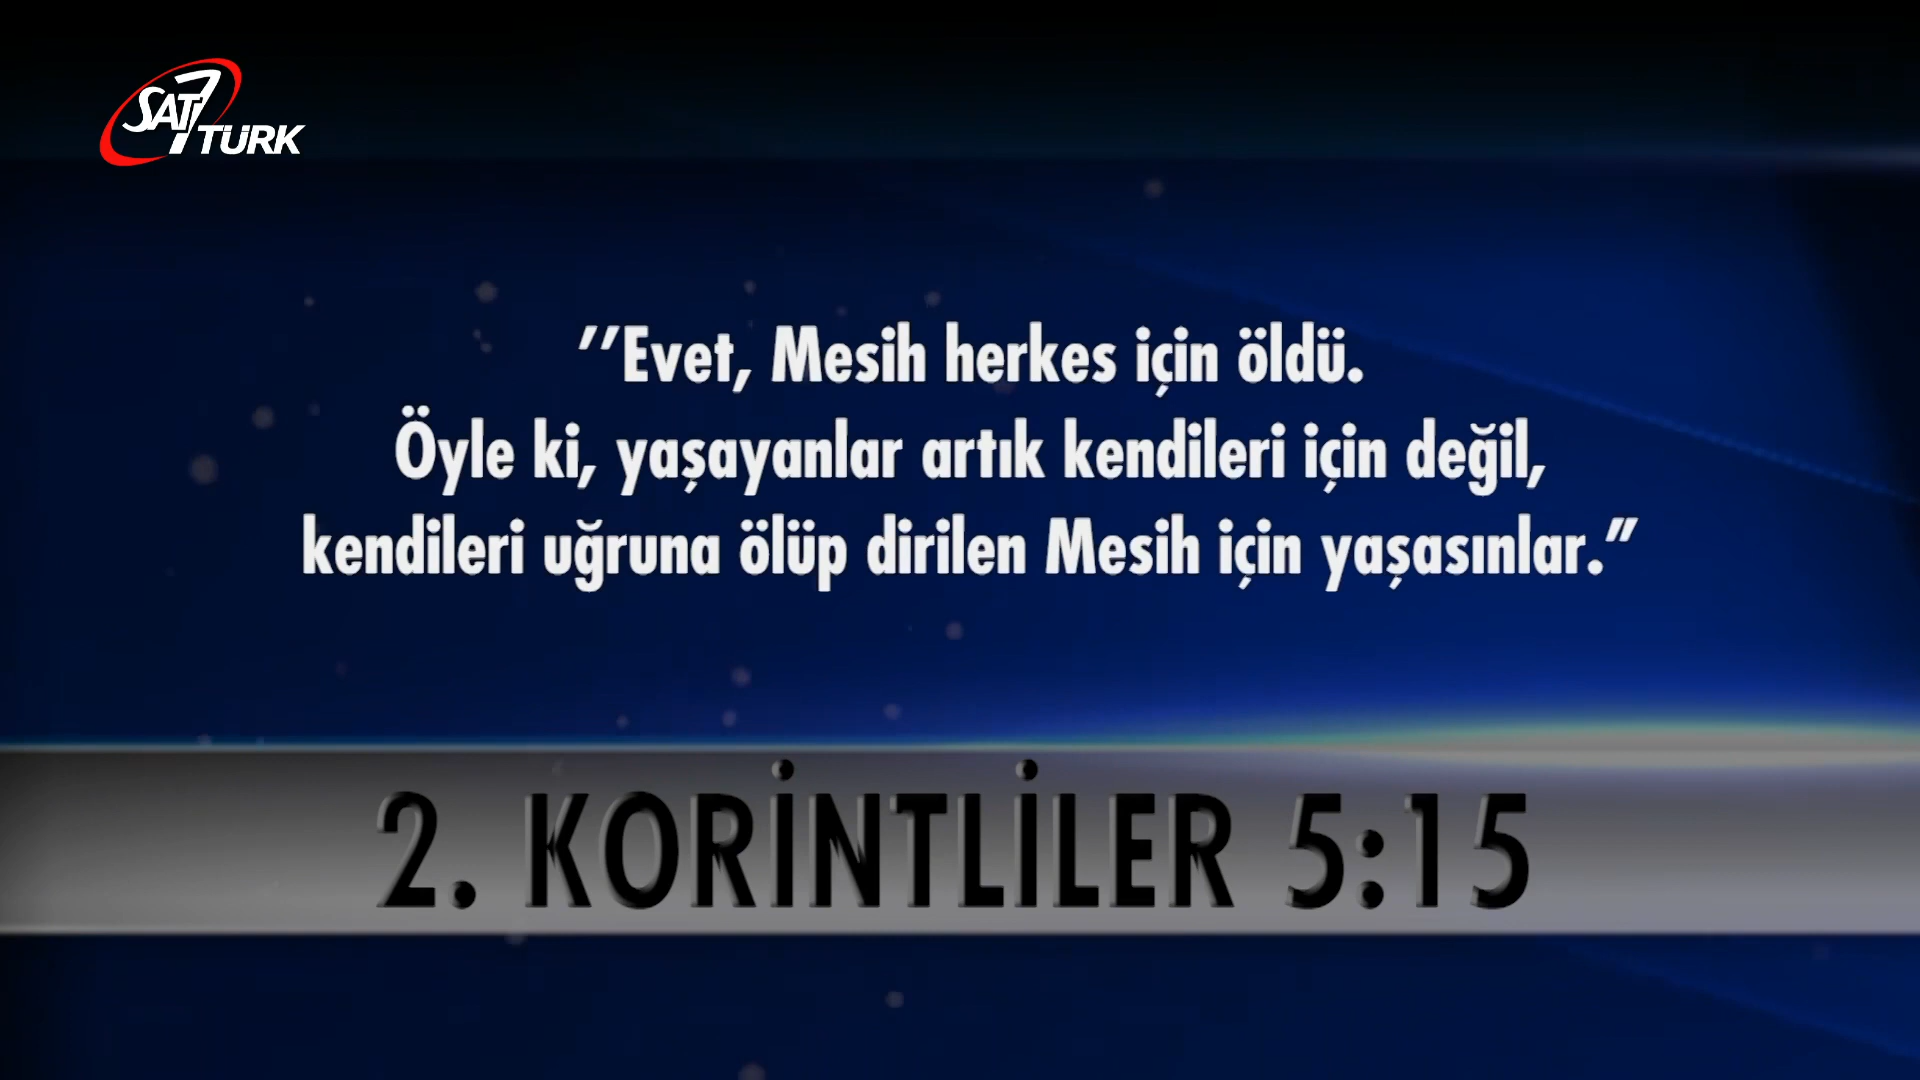 SAT7 TÜRK
’’Evet, Mesih herkes için öldü.
Öyle ki, yaşayanlar artık kendileri için değil,
kendileri uğruna ölüp dirilen Mesih için yaşasınlar.”
2. KORİNTLİLER 5:15